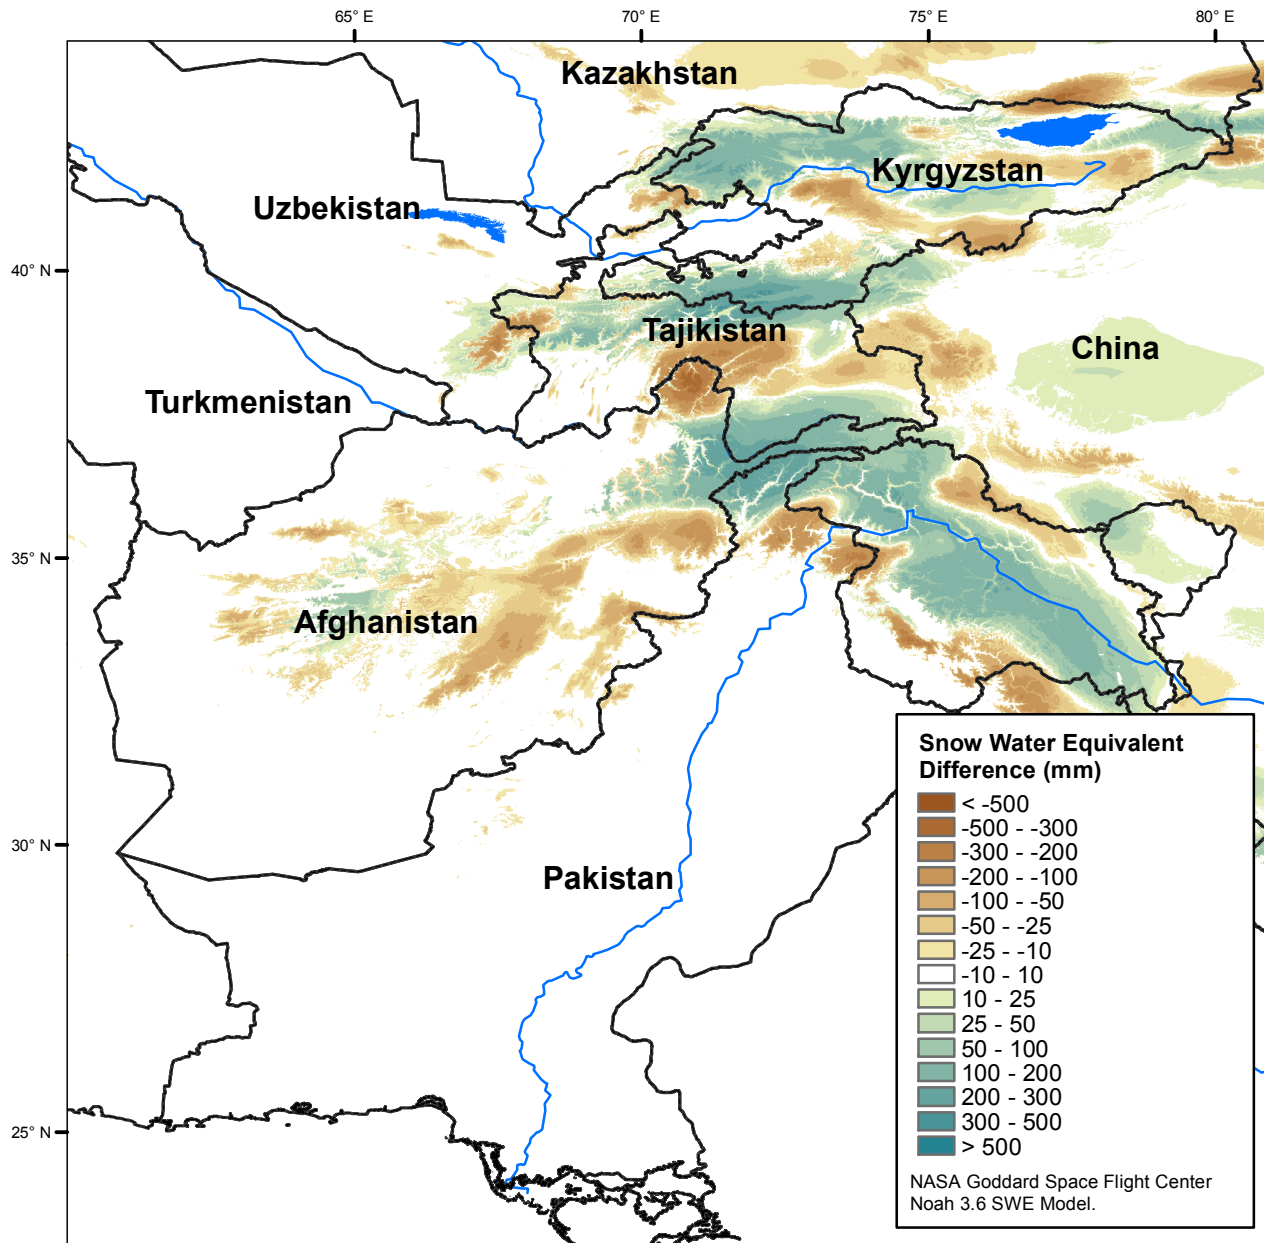 65° E
70° E
75° E
80° E
Kazakhstan
Kyrgyzstan
Uzbekistan
40° N
Tajikistan
China
Turkmenistan
35° N
Afghanistan
Snow Water Equivalent
Difference (mm)
< -500
-500 - -300
-300 - -200
-200 - -100
-100 - -50
-50 - -25
-25 - -10
-10 - 10
10 - 25
25 - 50
50 - 100
100 - 200
200 - 300
300 - 500
> 500
30° N
Pakistan
25° N
NASA Goddard Space Flight Center
Noah 3.6 SWE Model.